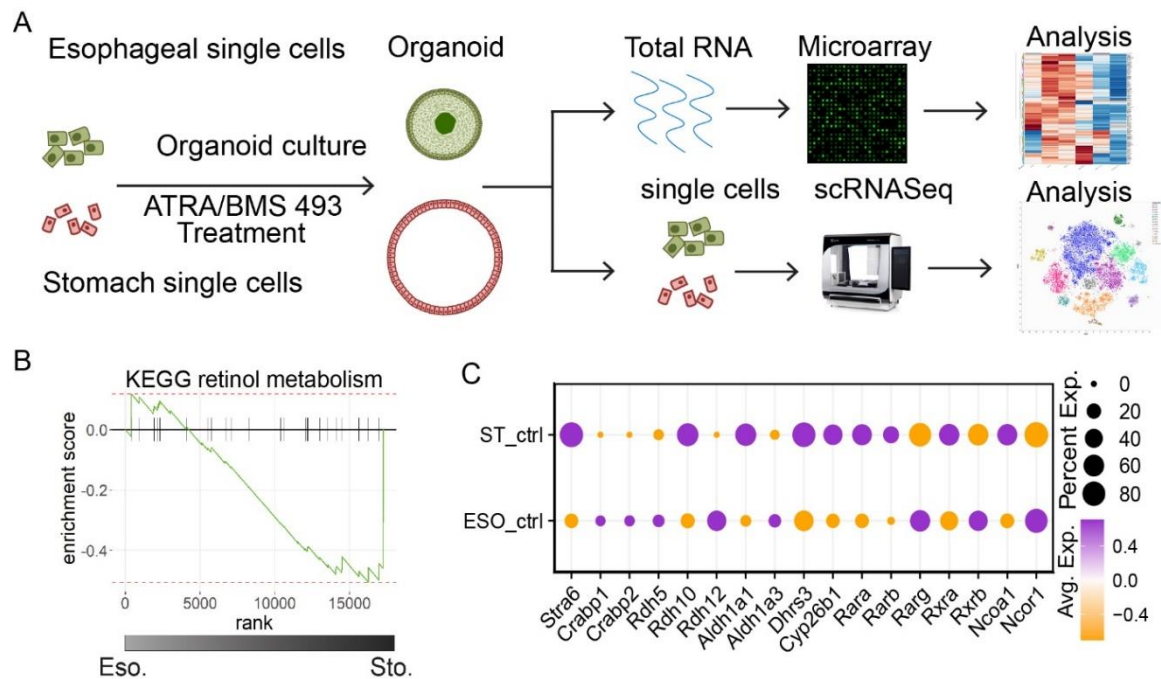 A
Esophageal single cells
Organoid
Total RNA
Microarray
Analysis
Organoid culture
ATRA/BMS 493
Treatment
single cells
scRNASeq
Analysis
Stomach single cells
B
KEGG retinol metabolism
enrichment score
0.0
-0.2
-0.4
0
5000
10000
15000
rank
Eso.
Sto.
C
ST_ctrl
ESO_ctrl
Stra6
Crabp1
Crabp2
Rdh5
Rdh10
Rdh12
Aldh1a1
Aldh1a3
Dhrs3
Cyp26b1
Rara
Rarb
Rarg
Rxra
Rxrb
Ncoa1
Ncor1
Percent Exp.
0
20
40
60
80
Avg. Exp.
0.4
0.0
−0.4